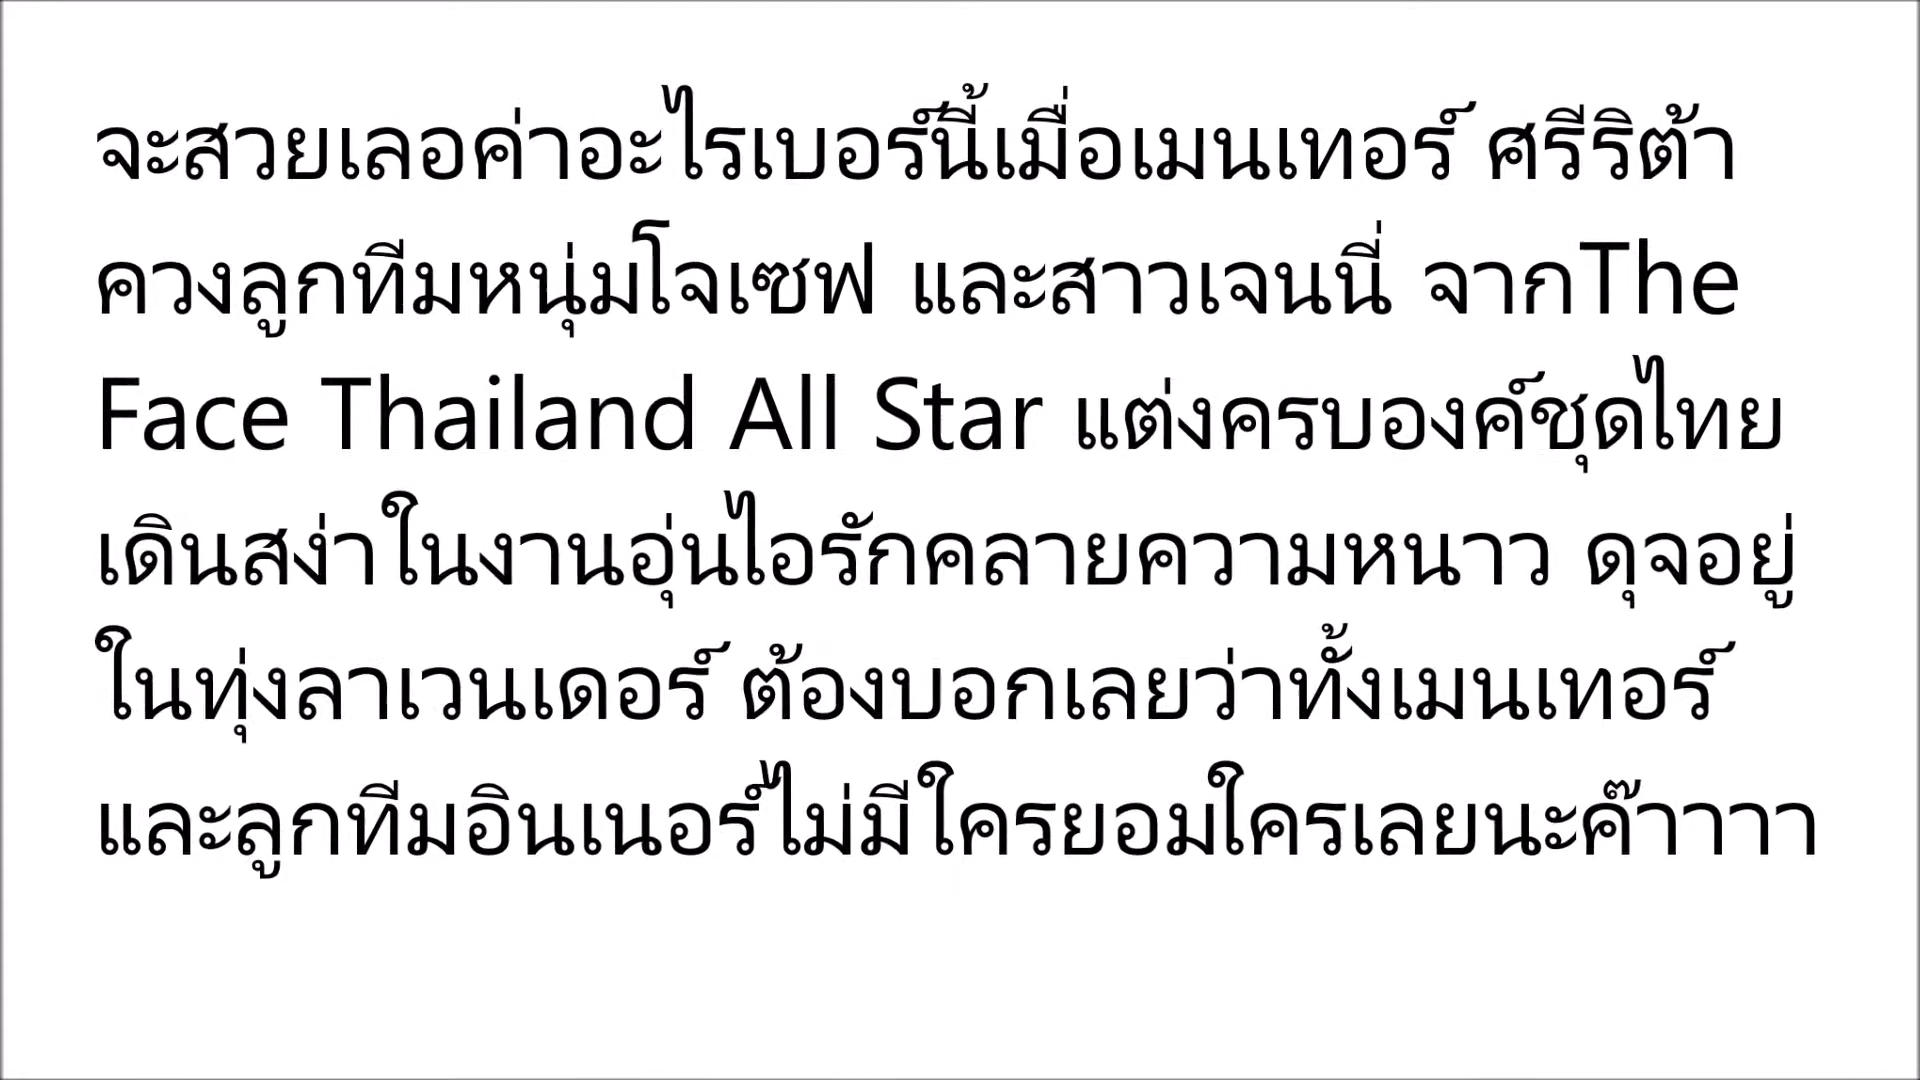 จะสวยเลอค่าอะไรเบอร์นี้เมื่อเมนเทอร์ ศรีริต้า
ควงลูกทีมหนุ่มโจเซฟ และสาวเจนนี่ จากThe
Face Thailand All Star แต่งครบองค์ชุดไทย
เดินสง่าในงานอุ่นไอรักคลายความหนาว ดุจอยู่
ในทุ่งลาเวนเดอร์ ต้องบอกเลยว่าทั้งเมนเทอร์
และลูกทีมอินเนอร์ไม่มีใครยอมใครเลยนะค๊าาาา